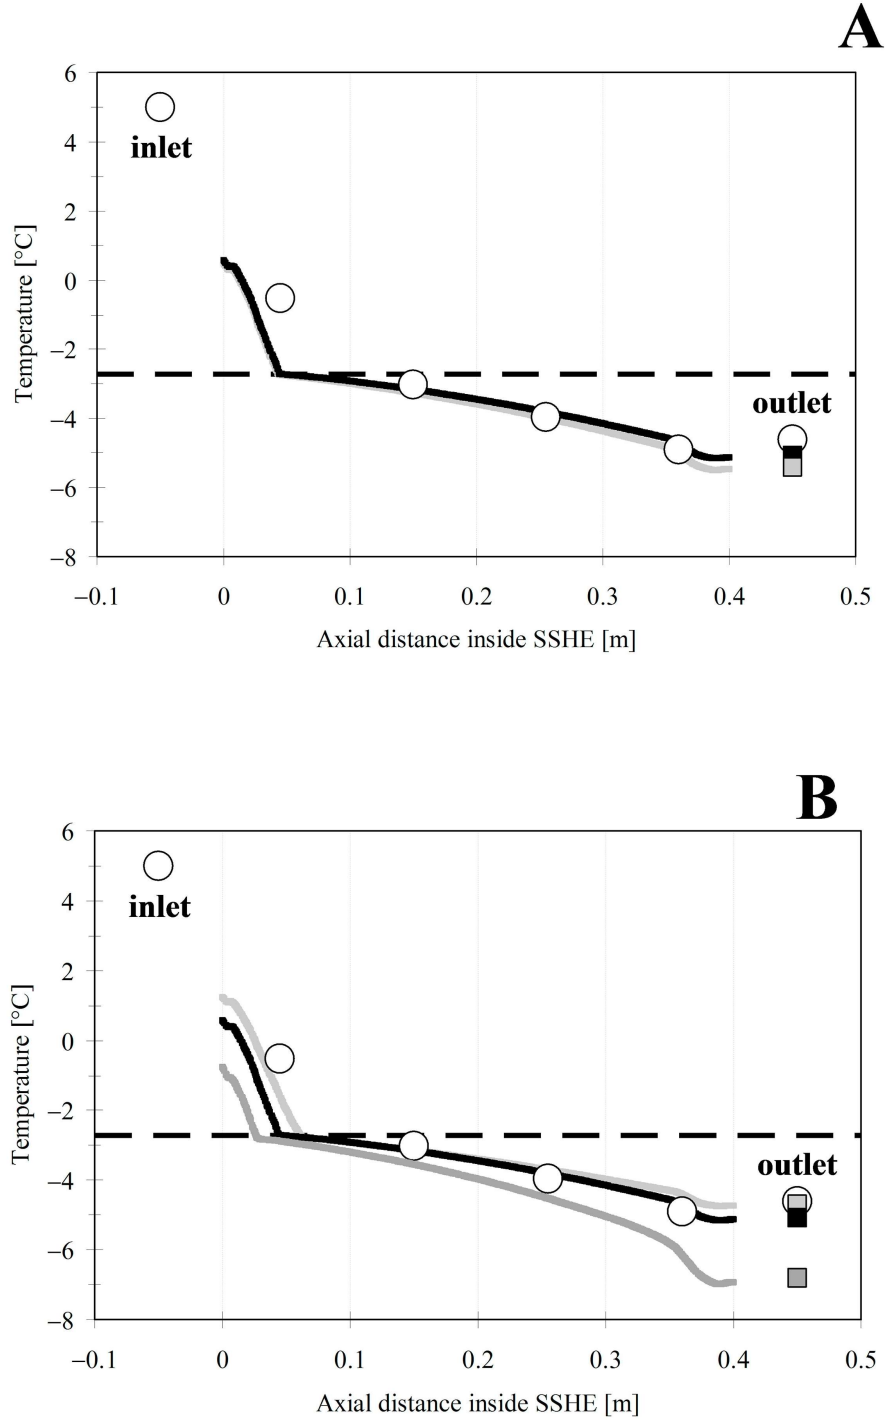 A
6
4
2
0
−2
−4
−6
−8
Temperature [°C]
inlet
outlet
−0.1 0 0.1 0.2 0.3 0.4 0.5
Axial distance inside SSHE [m]
B
6
4
2
0
−2
−4
−6
−8
Temperature [°C]
inlet
outlet
−0.1 0 0.1 0.2 0.3 0.4 0.5
Axial distance inside SSHE [m]